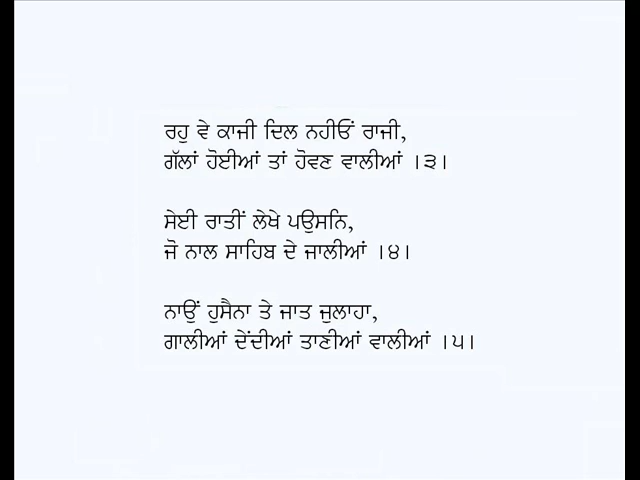 ਰਹੁ ਵੇ ਕਾਜੀ ਦਿਲ ਨਹੀਓਂ ਰਾਜੀ,
ਗੱਲਾਂ ਹੋਈਆਂ ਤਾਂ ਹੋਵਣ ਵਾਲੀਆਂ ।੩।
ਸੇਈ ਰਾਤੀਂ ਲੇਖੇ ਪਉਸਨਿ,
ਜੋ ਨਾਲ ਸਾਹਿਬ ਦੇ ਜਾਲੀਆਂ ।੪।
ਨਾਉਂ ਹੁਸੈਨਾ ਤੇ ਜਾਤ ਜੁਲਾਹਾ,
ਗਾਲੀਆਂ ਦੇਂਦੀਆਂ ਤਾਣੀਆਂ ਵਾਲੀਆਂ ।੫।